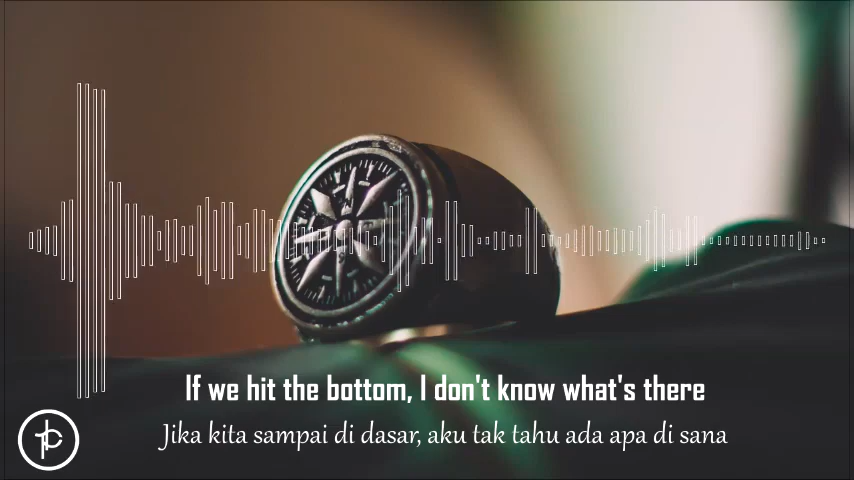 If we hit the bottom, I don't know what's there
Jika kita sampai di dasar, aku tak tahu ada apa di sana